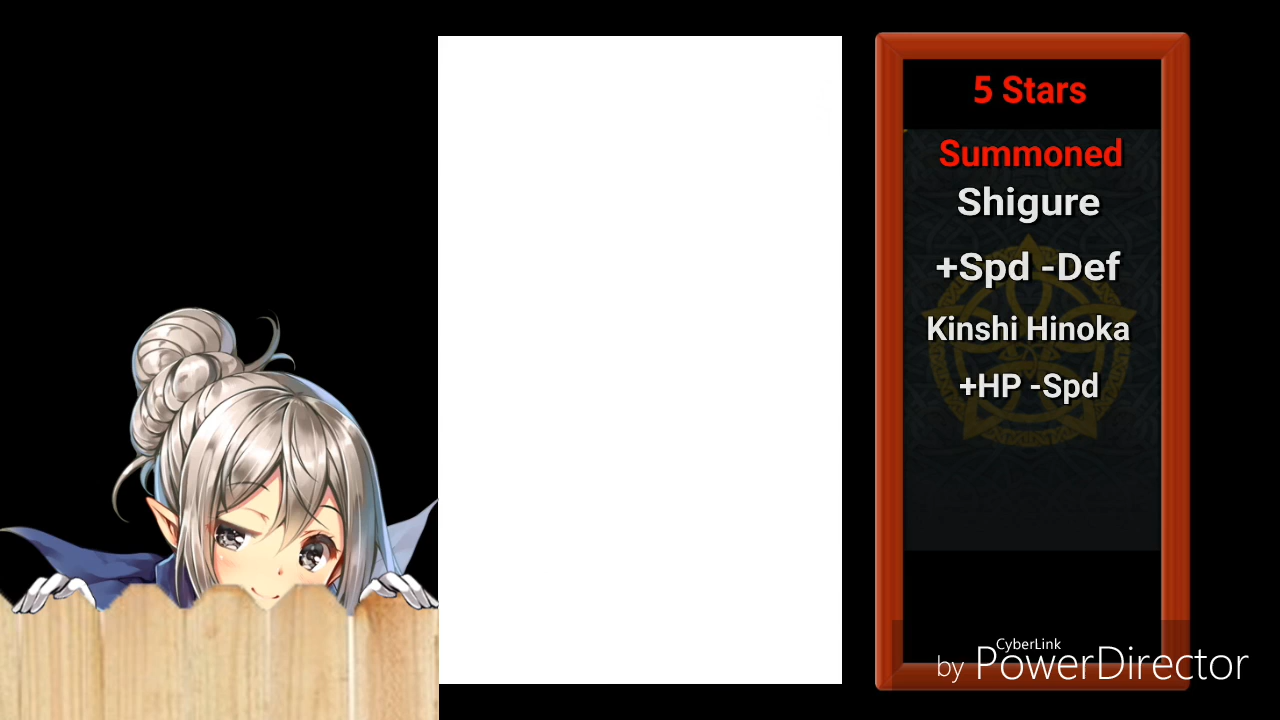 5 Stars
Summoned
Shigure
+Spd -Def
Kinshi Hinoka
+HP -Spd
CyberLink
by PowerDirector